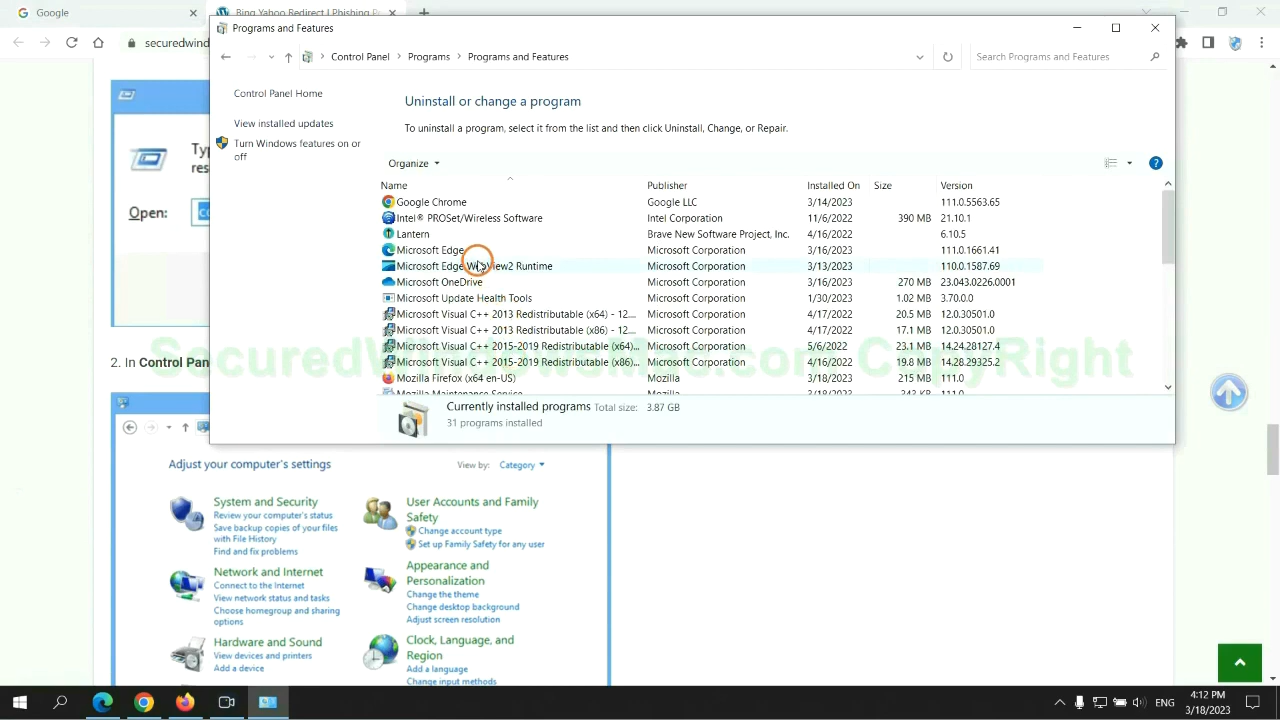 Google
Bing Yahoo Redirect | Phishing P
Programs and Features
securedwind
Control Panel > Programs > Programs and Features
Search Programs and Features
Control Panel Home
Uninstall or change a program
View installed updates
To uninstall a program, select it from the list and then click Uninstall, Change, or Repair.
Turn Windows features on or
off
Organize
Name Publisher Installed On Size Version
Google Chrome Google LLC 3/14/2023 111.0.5563.65
Intel® PROSet/Wireless Software Intel Corporation 11/6/2022 390 MB 21.10.1
Lantern Brave New Software Project, Inc. 4/16/2022 6.10.5
Microsoft Edge Microsoft Corporation 3/16/2023 111.0.1661.41
Microsoft Edge WebView2 Runtime Microsoft Corporation 3/13/2023 110.0.1587.69
Microsoft OneDrive Microsoft Corporation 3/16/2023 270 MB 23.043.0226.0001
Microsoft Update Health Tools Microsoft Corporation 1/30/2023 1.02 MB 3.70.0.0
Microsoft Visual C++ 2013 Redistributable (x64) - 12.... Microsoft Corporation 4/17/2022 20.5 MB 12.0.30501.0
Microsoft Visual C++ 2013 Redistributable (x86) - 12.... Microsoft Corporation 4/17/2022 17.1 MB 12.0.30501.0
Microsoft Visual C++ 2015-2019 Redistributable (x64)... Microsoft Corporation 5/6/2022 23.1 MB 14.24.28127.4
Microsoft Visual C++ 2015-2019 Redistributable (x86)... Microsoft Corporation 4/16/2022 19.8 MB 14.28.29325.2
Mozilla Firefox (x64 en-US) Mozilla 3/18/2023 215 MB 111.0
Mozilla Maintenance Service Mozilla 3/18/2023 343 KB 111.0
Currently installed programs Total size: 3.87 GB
31 programs installed
Ty
res
Open: co
2. In Control Pan
Adjust your computer's settings
View by: Category
System and Security
Review your computer's status
Save backup copies of your files
with File History
Find and fix problems
User Accounts and Family
Safety
Change account type
Set up Family Safety for any user
Network and Internet
Connect to the Internet
View network status and tasks
Choose homegroup and sharing
options
Appearance and
Personalization
Change the theme
Change desktop background
Adjust screen resolution
Hardware and Sound
View devices and printers
Add a device
Clock, Language, and
Region
Add a language
Change input methods
ENG
4:12 PM
3/18/2023